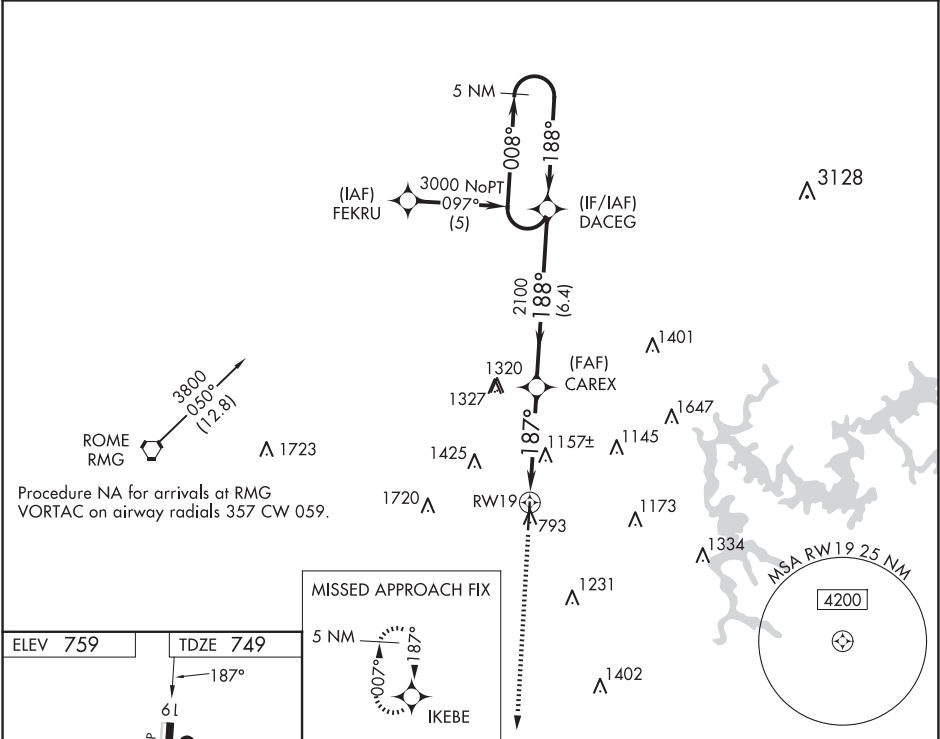 5 NM
008°
188°
(IAF)
FEKRU
3000 NoPT
097°
(5)
(IF/IAF)
DACEG
3128
2100
188°
(6.4)
1401
(FAF)
CAREX
1320
1327
3800
050°
(12.8)
1647
187°
ROME
RMG
1723
1425
1157±
1145
Procedure NA for arrivals at RMG
VORTAC on airway radials 357 CW 059.
1720
RW19
793
1173
1334
MSA RW19 25 NM
4200
1231
MISSED APPROACH FIX
5 NM
007°
187°
IKEBE
1402
ELEV 759
TDZE 749
187°
19
P